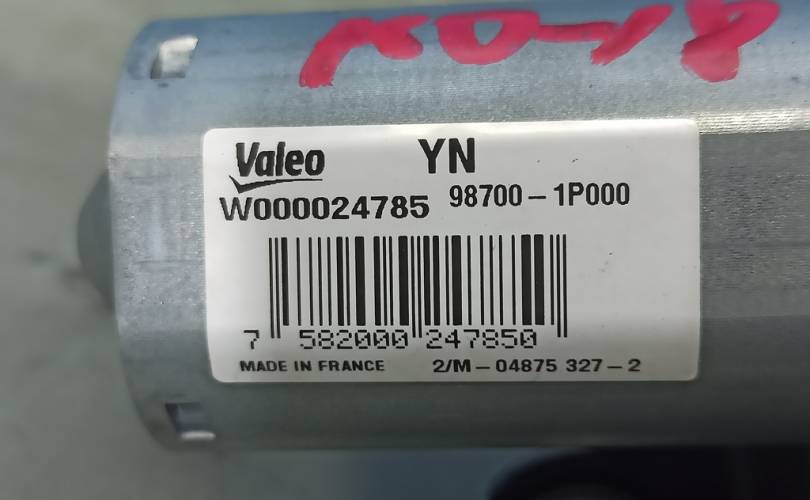 Valeo YN
W000024785 98700-1P000
7 582000 247850
MADE IN FRANCE 2/M-04875 327-2